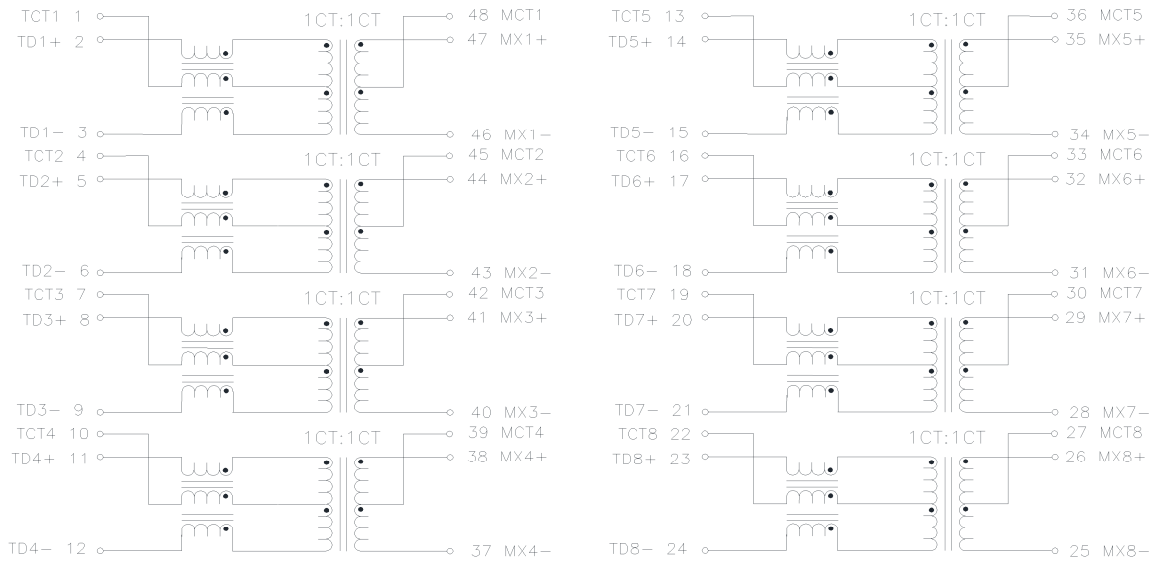 TCT1 1 1CT:1CT 48 MCT1
TD1+ 2 47 MX1+
TD1− 3 46 MX1−
TCT2 4 1CT:1CT 45 MCT2
TD2+ 5 44 MX2+
TD2− 6 43 MX2−
TCT3 7 1CT:1CT 42 MCT3
TD3+ 8 41 MX3+
TD3− 9 40 MX3−
TCT4 10 1CT:1CT 39 MCT4
TD4+ 11 38 MX4+
TD4− 12 37 MX4−
TCT5 13 1CT:1CT 36 MCT5
TD5+ 14 35 MX5+
TD5− 15 34 MX5−
TCT6 16 1CT:1CT 33 MCT6
TD6+ 17 32 MX6+
TD6− 18 31 MX6−
TCT7 19 1CT:1CT 30 MCT7
TD7+ 20 29 MX7+
TD7− 21 28 MX7−
TCT8 22 1CT:1CT 27 MCT8
TD8+ 23 26 MX8+
TD8− 24 25 MX8−